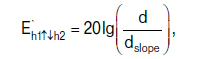 E˙h1↑↓h2 = 20lg(d/dslope),